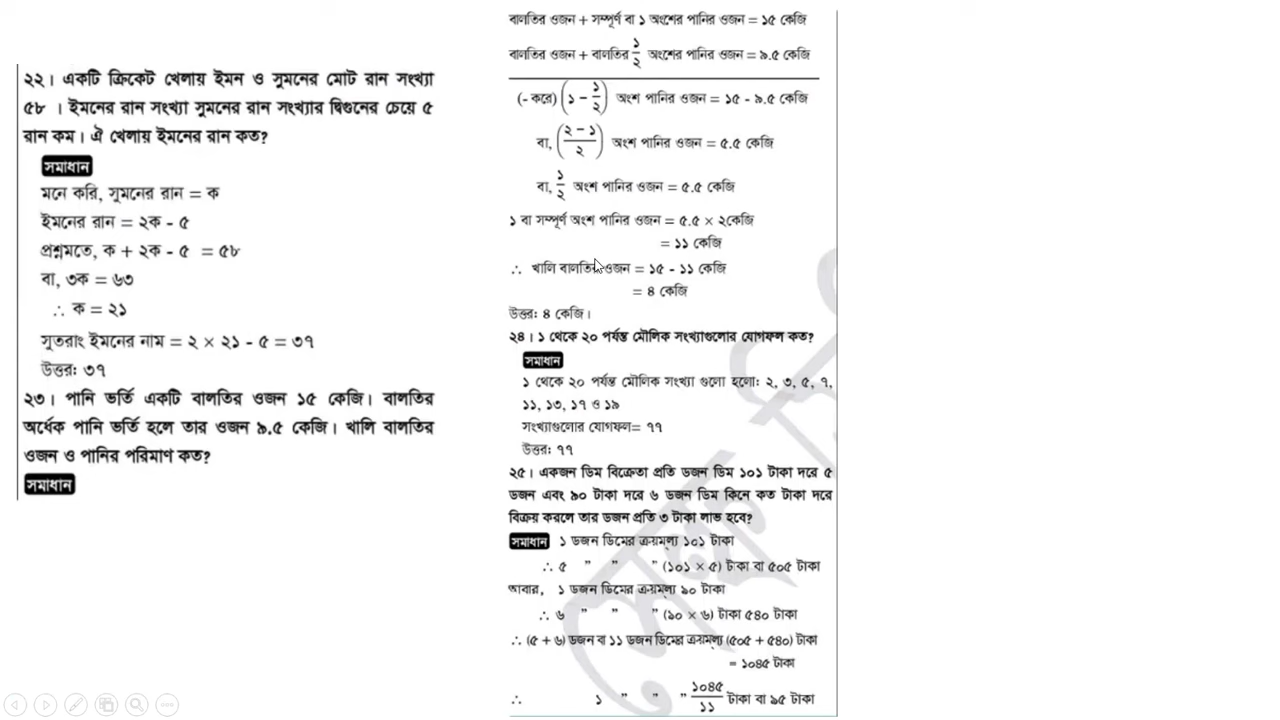 ২২। একটি ক্রিকেট খেলায় ইমন ও সুমনের মোট রান সংখ্যা
৫৮ । ইমনের রান সংখ্যা সুমনের রান সংখ্যার দ্বিগুনের চেয়ে ৫
রান কম। ঐ খেলায় ইমনের রান কত?
সমাধান
মনে করি, সুমনের রান = ক
ইমনের রান = ২ক - ৫
প্রশ্নমতে, ক + ২ক - ৫ = ৫৮
বা, ৩ক = ৬৩
∴ ক = ২১
সুতরাং ইমনের নাম = ২ × ২১ - ৫ = ৩৭
উত্তর: ৩৭
২৩। পানি ভর্তি একটি বালতির ওজন ১৫ কেজি। বালতির
অর্ধেক পানি ভর্তি হলে তার ওজন ৯.৫ কেজি। খালি বালতির
ওজন ও পানির পরিমাণ কত?
সমাধান
বালতির ওজন + সম্পূর্ণ বা ১ অংশের পানির ওজন = ১৫ কেজি
বালতির ওজন + বালতির ১/২ অংশের পানির ওজন = ৯.৫ কেজি
(- করে) (১ - ১/২) অংশ পানির ওজন = ১৫ - ৯.৫ কেজি
বা, ((২ - ১)/২) অংশ পানির ওজন = ৫.৫ কেজি
বা, ১/২ অংশ পানির ওজন = ৫.৫ কেজি
১ বা সম্পূর্ণ অংশ পানির ওজন = ৫.৫ × ২কেজি
= ১১ কেজি
∴ খালি বালতির ওজন = ১৫ - ১১ কেজি
= ৪ কেজি
উত্তর: ৪ কেজি।
২৪। ১ থেকে ২০ পর্যন্ত মৌলিক সংখ্যাগুলোর যোগফল কত?
সমাধান
১ থেকে ২০ পর্যন্ত মৌলিক সংখ্যা গুলো হলো: ২, ৩, ৫, ৭,
১১, ১৩, ১৭ ও ১৯
সংখ্যাগুলোর যোগফল= ৭৭
উত্তর: ৭৭
২৫। একজন ডিম বিক্রেতা প্রতি ডজন ডিম ১০১ টাকা দরে ৫
ডজন এবং ৯০ টাকা দরে ৬ ডজন ডিম কিনে কত টাকা দরে
বিক্রয় করলে তার ডজন প্রতি ৩ টাকা লাভ হবে?
সমাধান ১ ডজন ডিমের ক্রয়মূল্য ১০১ টাকা
∴ ৫ " " " (১০১ × ৫) টাকা বা ৫০৫ টাকা
আবার, ১ ডজন ডিমের ক্রয়মূল্য ৯০ টাকা
∴ ৬ " " " (৯০ × ৬) টাকা ৫৪০ টাকা
∴ (৫ + ৬) ডজন বা ১১ ডজন ডিমের ক্রয়মূল্য (৫০৫ + ৫৪০) টাকা
= ১০৪৫ টাকা
∴ ১ " " " ১০৪৫/১১ টাকা বা ৯৫ টাকা